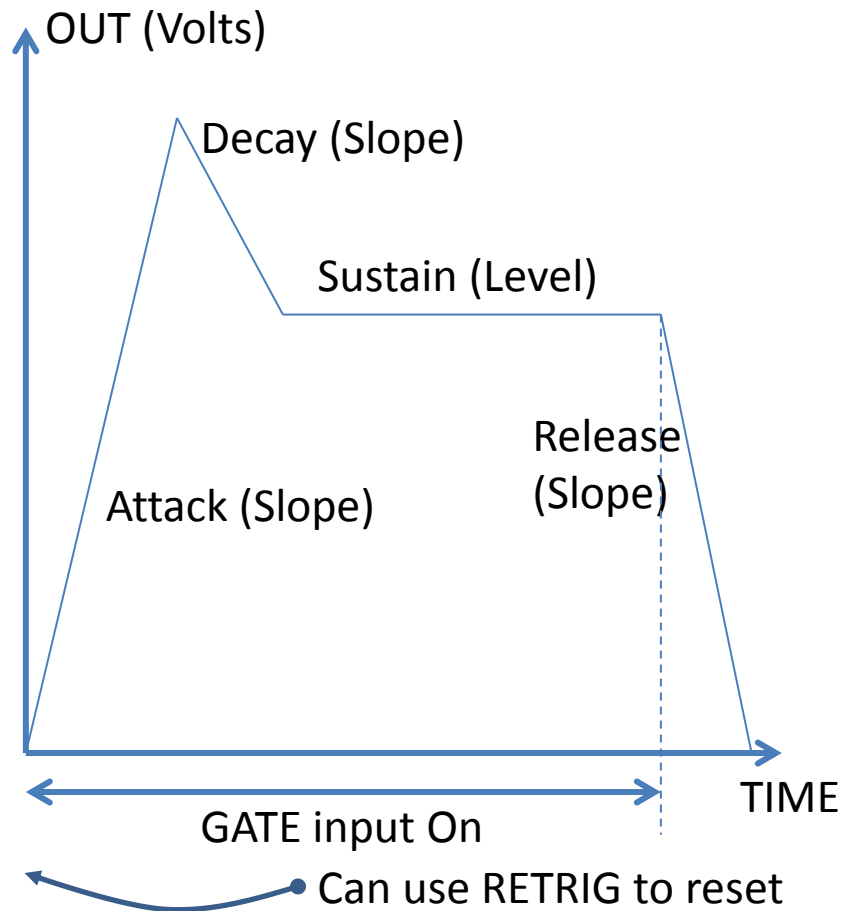 OUT (Volts)
Decay (Slope)
Sustain (Level)
Release
(Slope)
Attack (Slope)
TIME
GATE input On
Can use RETRIG to reset